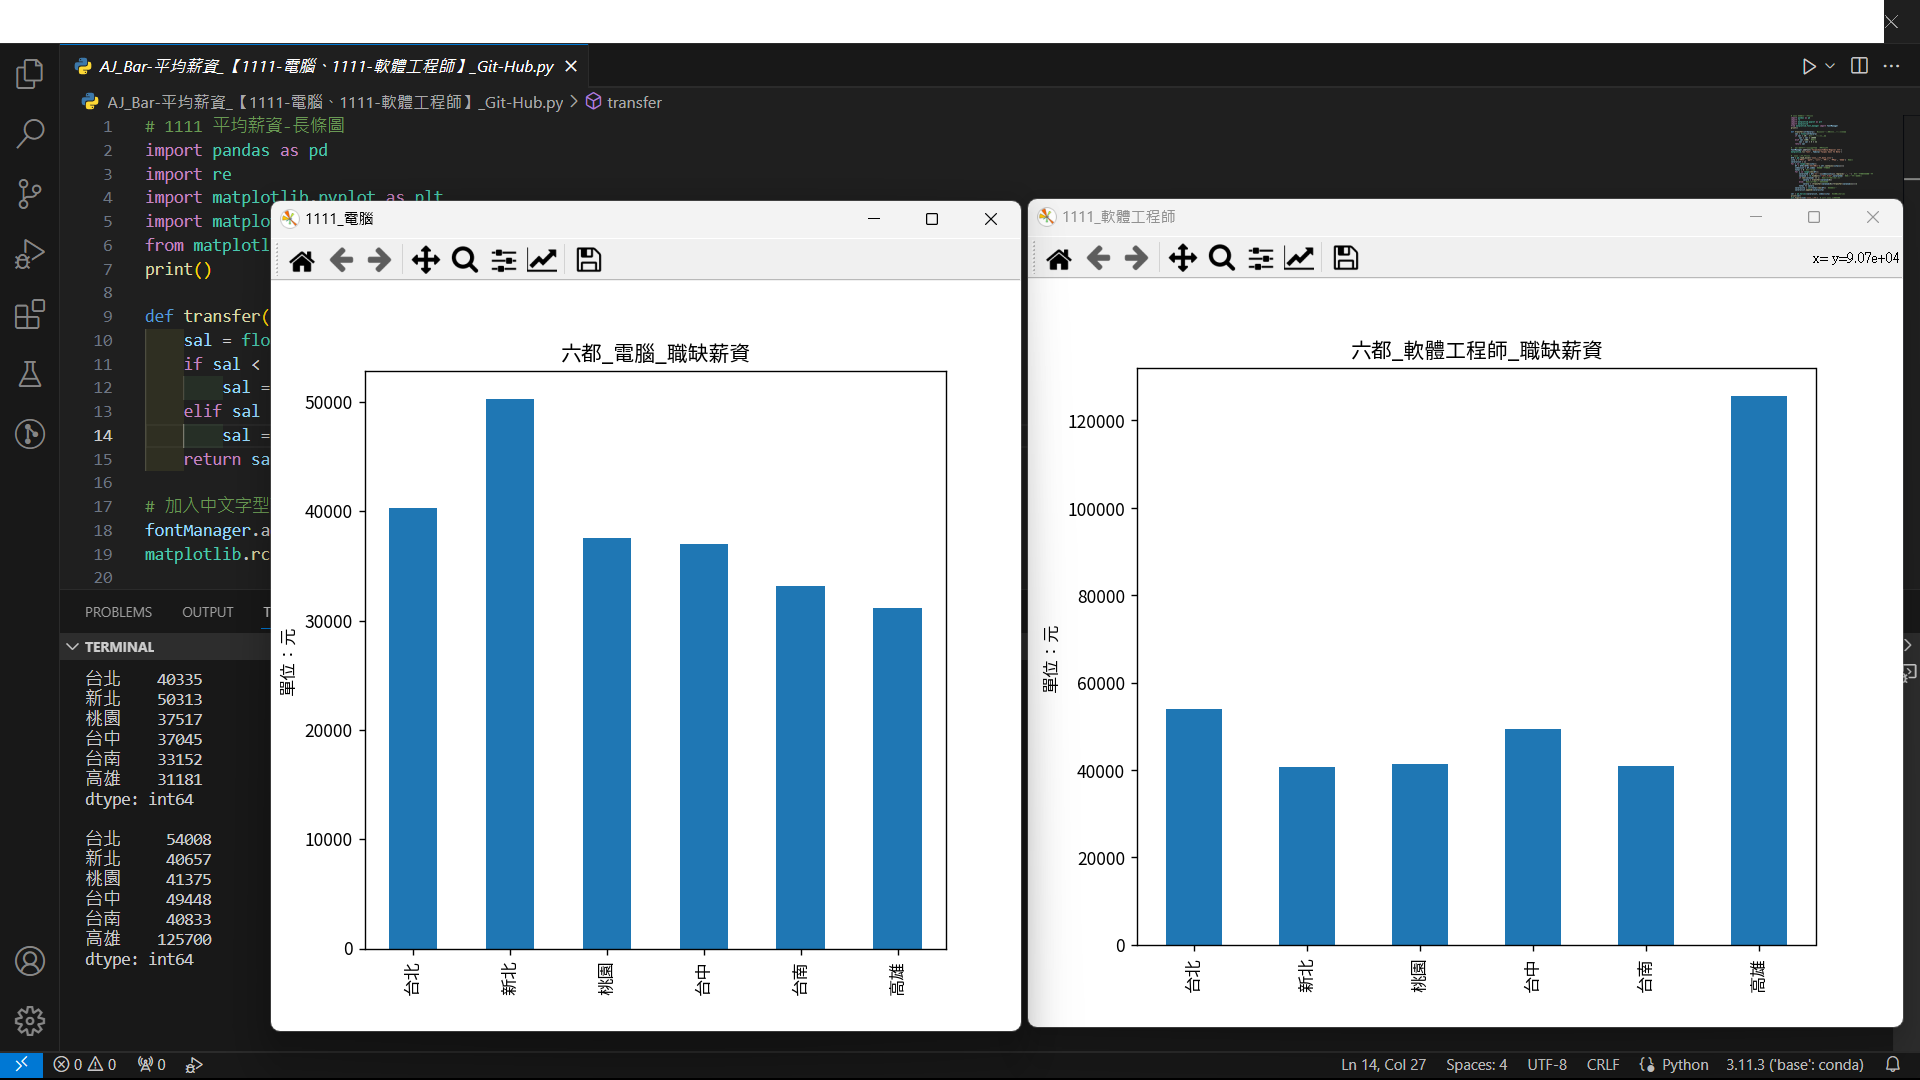 AJ_Bar-平均薪資_【1111-電腦、1111-軟體工程師】_Git-Hub.py
AJ_Bar-平均薪資_【1111-電腦、1111-軟體工程師】_Git-Hub.py > transfer
1 # 1111 平均薪資-長條圖
2 import pandas as pd
3 import re
4 import matplotlib.pyplot as plt
5 import matplo
6 from matplotl
7 print()
8
9 def transfer(
10 sal = flo
11 if sal <
12 sal =
13 elif sal
14 sal =
15 return sa
16
17 # 加入中文字型
18 fontManager.a
19 matplotlib.rc
20
PROBLEMS OUTPUT T
TERMINAL
台北 40335
新北 50313
桃園 37517
台中 37045
台南 33152
高雄 31181
dtype: int64
台北 54008
新北 40657
桃園 41375
台中 49448
台南 40833
高雄 125700
dtype: int64
1111_電腦
六都_電腦_職缺薪資
單位：元
50000
40000
30000
20000
10000
0
台北 新北 桃園 台中 台南 高雄
1111_軟體工程師
x= y=9.07e+04
六都_軟體工程師_職缺薪資
單位：元
120000
100000
80000
60000
40000
20000
0
台北 新北 桃園 台中 台南 高雄
0 0 0
Ln 14, Col 27 Spaces: 4 UTF-8 CRLF Python 3.11.3 ('base': conda)